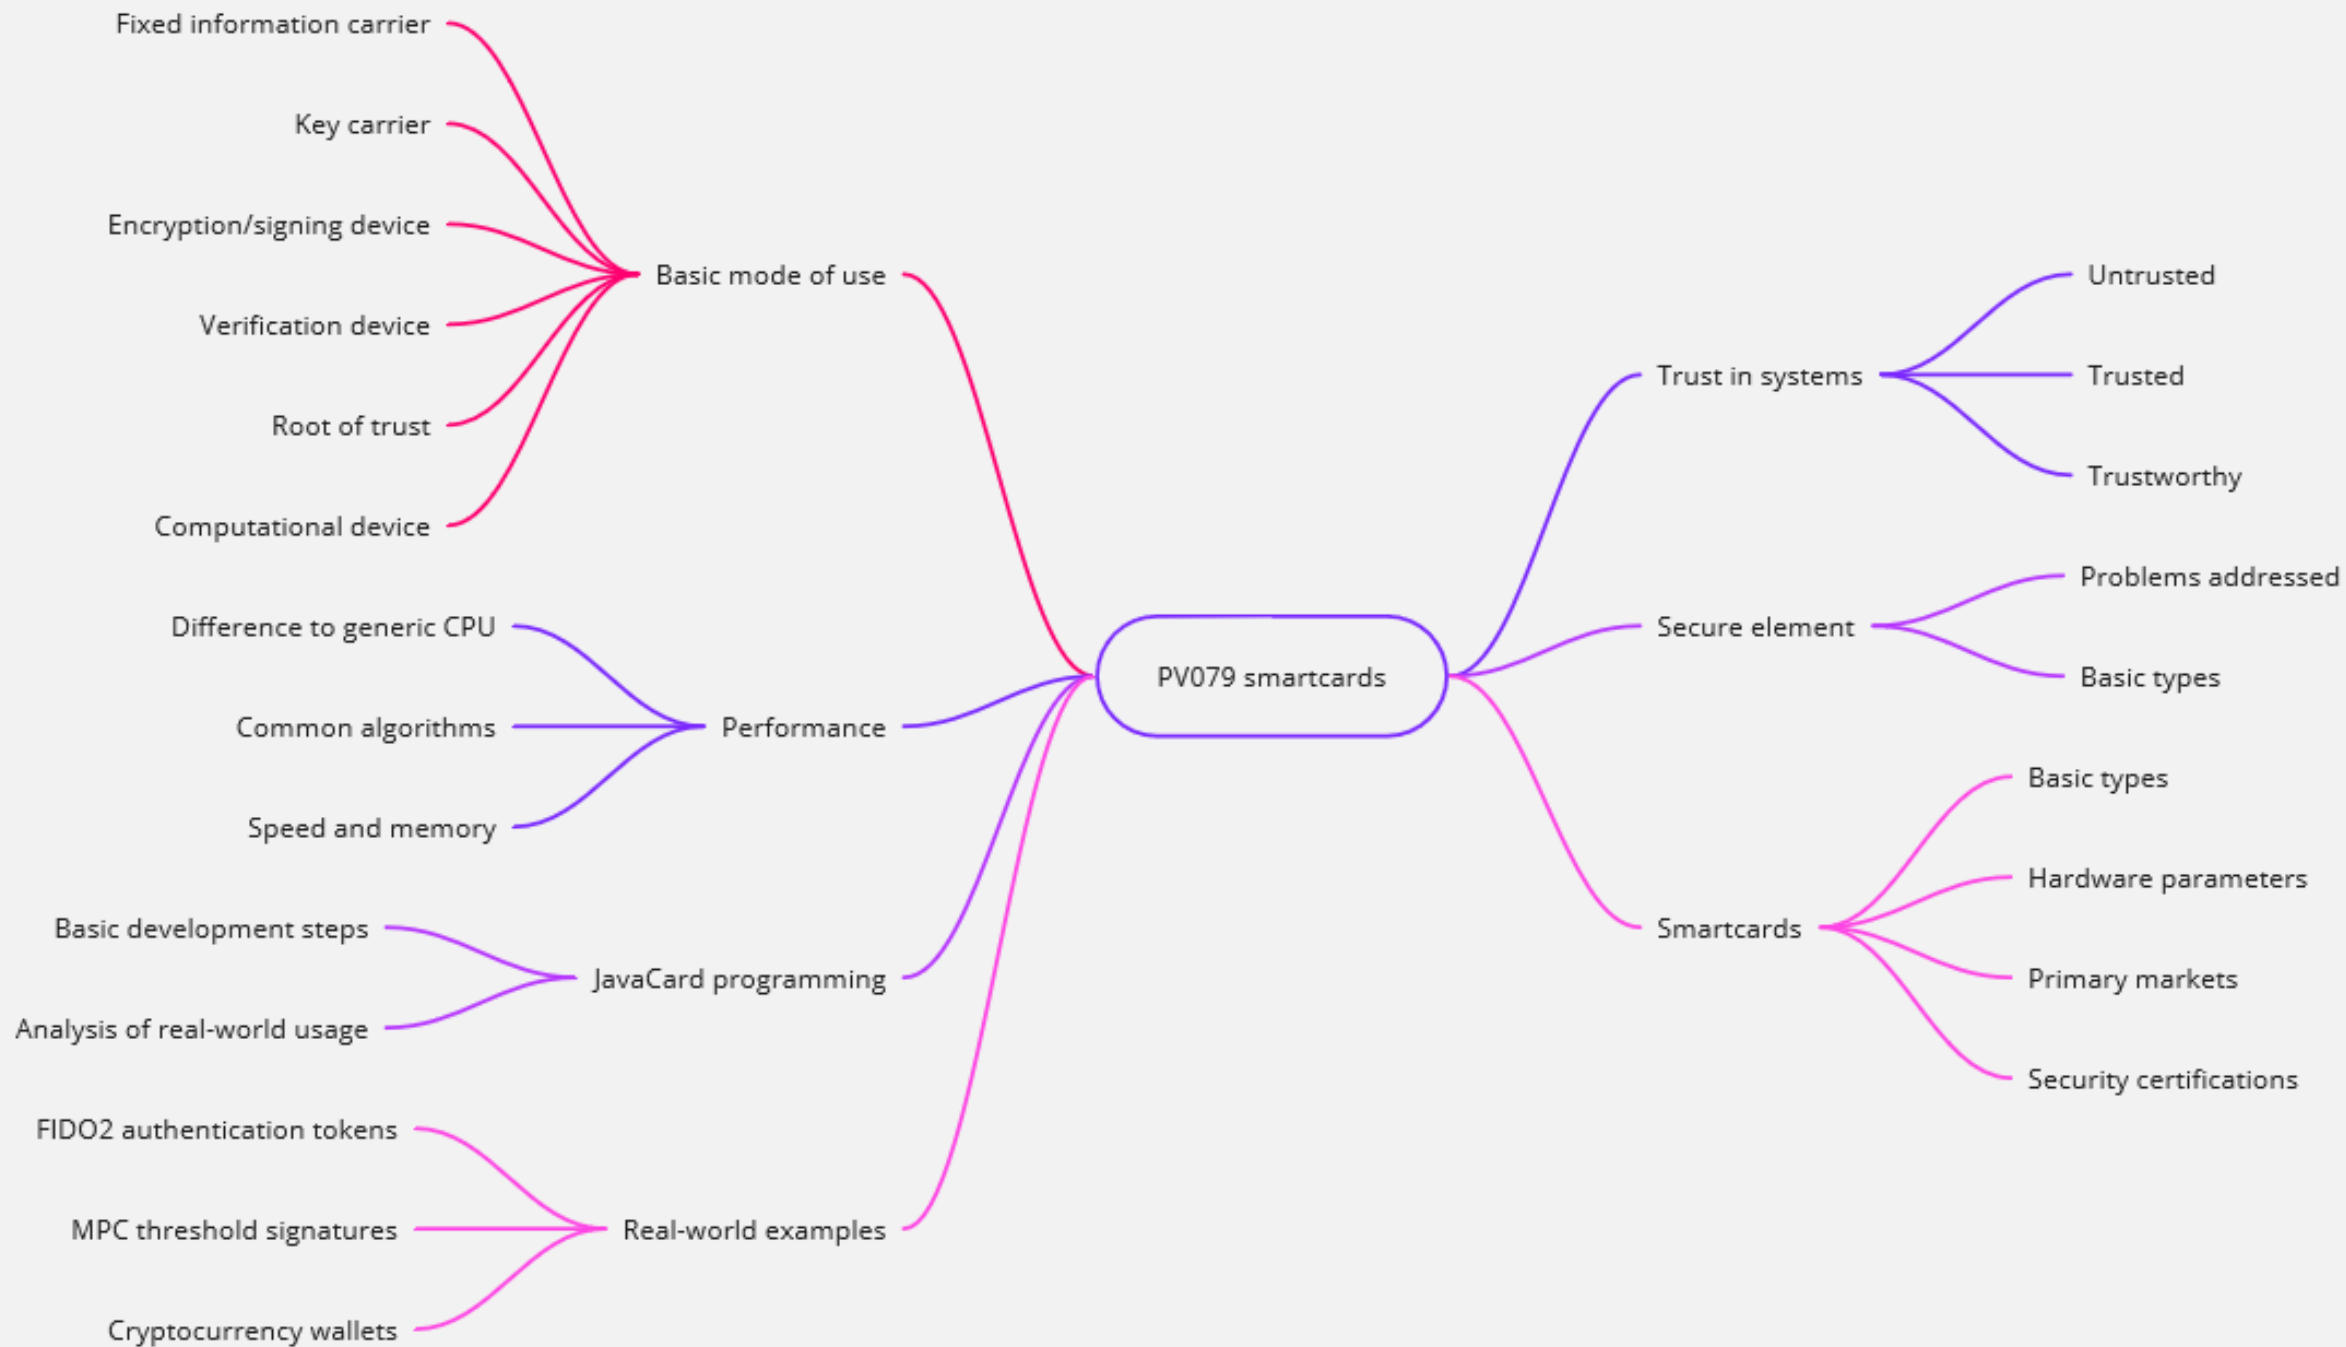 Fixed information carrier
Key carrier
Encryption/signing device
Verification device
Root of trust
Computational device
Basic mode of use
Difference to generic CPU
Common algorithms
Speed and memory
Performance
Basic development steps
Analysis of real-world usage
JavaCard programming
FIDO2 authentication tokens
MPC threshold signatures
Cryptocurrency wallets
Real-world examples
PV079 smartcards
Trust in systems
Untrusted
Trusted
Trustworthy
Secure element
Problems addressed
Basic types
Smartcards
Basic types
Hardware parameters
Primary markets
Security certifications